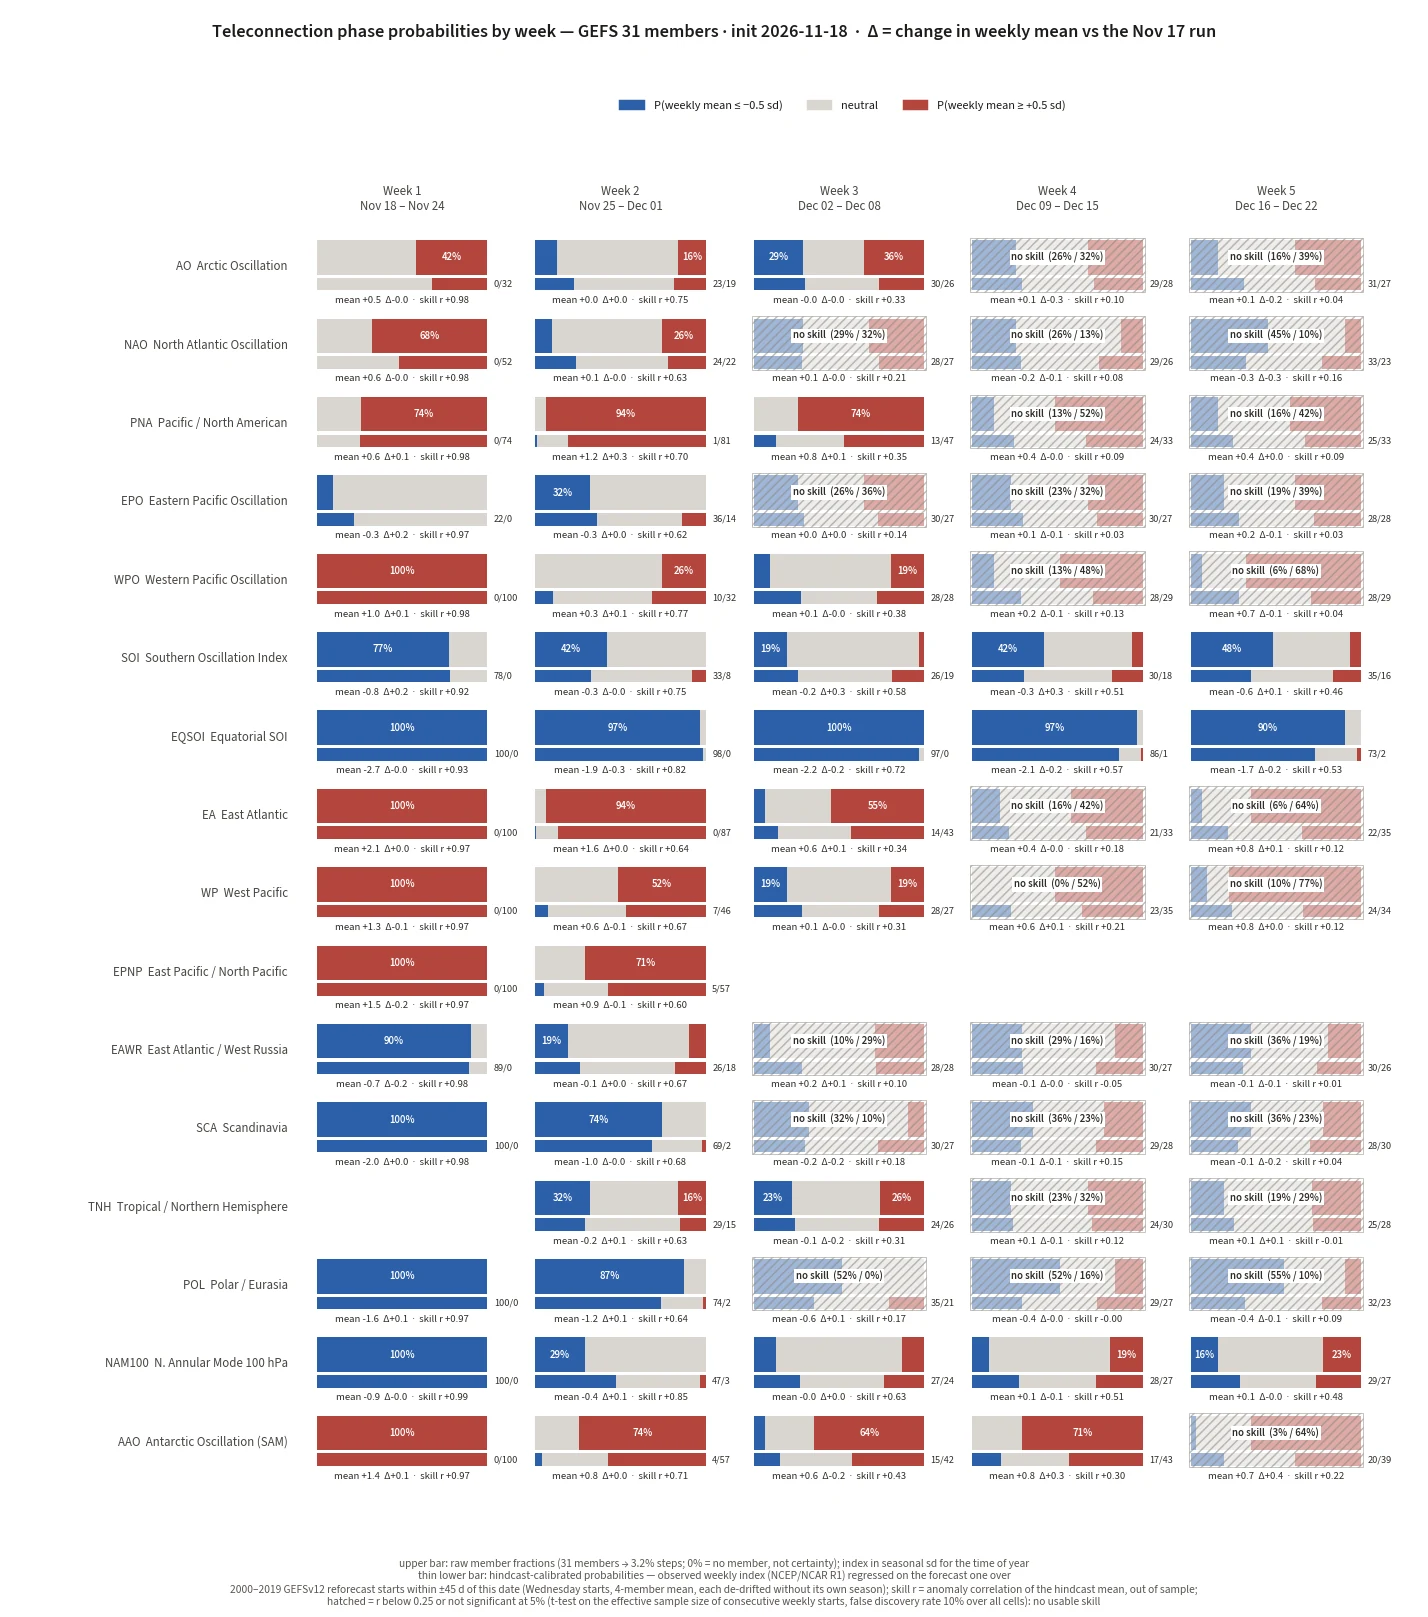 Teleconnection phase probabilities by week — GEFS 31 members · init 2026-11-18 · Δ = change in weekly mean vs the Nov 17 run
P(weekly mean ≤ −0.5 sd) neutral P(weekly mean ≥ +0.5 sd)
Week 1 Week 2 Week 3 Week 4 Week 5
Nov 18 – Nov 24 Nov 25 – Dec 01 Dec 02 – Dec 08 Dec 09 – Dec 15 Dec 16 – Dec 22
AO Arctic Oscillation 42% 16% 29% 36% no skill (26% / 32%) no skill (16% / 39%)
0/32 23/19 30/26 29/28 31/27
mean +0.5 Δ-0.0 · skill r +0.98 mean +0.0 Δ+0.0 · skill r +0.75 mean -0.0 Δ-0.0 · skill r +0.33 mean +0.1 Δ-0.3 · skill r +0.10 mean +0.1 Δ-0.2 · skill r +0.04
NAO North Atlantic Oscillation 68% 26% no skill (29% / 32%) no skill (26% / 13%) no skill (45% / 10%)
0/52 24/22 28/27 29/26 33/23
mean +0.6 Δ-0.0 · skill r +0.98 mean +0.1 Δ-0.0 · skill r +0.63 mean +0.1 Δ-0.0 · skill r +0.21 mean -0.2 Δ-0.1 · skill r +0.08 mean -0.3 Δ-0.3 · skill r +0.16
PNA Pacific / North American 74% 94% 74% no skill (13% / 52%) no skill (16% / 42%)
0/74 1/81 13/47 24/33 25/33
mean +0.6 Δ+0.1 · skill r +0.98 mean +1.2 Δ+0.3 · skill r +0.70 mean +0.8 Δ+0.1 · skill r +0.35 mean +0.4 Δ-0.0 · skill r +0.09 mean +0.4 Δ+0.0 · skill r +0.09
EPO Eastern Pacific Oscillation 32% no skill (26% / 36%) no skill (23% / 32%) no skill (19% / 39%)
22/0 36/14 30/27 30/27 28/28
mean -0.3 Δ+0.2 · skill r +0.97 mean -0.3 Δ+0.0 · skill r +0.62 mean +0.0 Δ+0.0 · skill r +0.14 mean +0.1 Δ-0.1 · skill r +0.03 mean +0.2 Δ-0.1 · skill r +0.03
WPO Western Pacific Oscillation 100% 26% 19% no skill (13% / 48%) no skill (6% / 68%)
0/100 10/32 28/28 28/29 28/29
mean +1.0 Δ+0.1 · skill r +0.98 mean +0.3 Δ+0.1 · skill r +0.77 mean +0.1 Δ-0.0 · skill r +0.38 mean +0.2 Δ-0.1 · skill r +0.13 mean +0.7 Δ-0.1 · skill r +0.04
SOI Southern Oscillation Index 77% 42% 19% 42% 48%
78/0 33/8 26/19 30/18 35/16
mean -0.8 Δ+0.2 · skill r +0.92 mean -0.3 Δ-0.0 · skill r +0.75 mean -0.2 Δ+0.3 · skill r +0.58 mean -0.3 Δ+0.3 · skill r +0.51 mean -0.6 Δ+0.1 · skill r +0.46
EQSOI Equatorial SOI 100% 97% 100% 97% 90%
100/0 98/0 97/0 86/1 73/2
mean -2.7 Δ-0.0 · skill r +0.93 mean -1.9 Δ-0.3 · skill r +0.82 mean -2.2 Δ-0.2 · skill r +0.72 mean -2.1 Δ-0.2 · skill r +0.57 mean -1.7 Δ-0.2 · skill r +0.53
EA East Atlantic 100% 94% 55% no skill (16% / 42%) no skill (6% / 64%)
0/100 0/87 14/43 21/33 22/35
mean +2.1 Δ+0.0 · skill r +0.97 mean +1.6 Δ+0.0 · skill r +0.64 mean +0.6 Δ+0.1 · skill r +0.34 mean +0.4 Δ-0.0 · skill r +0.18 mean +0.8 Δ+0.1 · skill r +0.12
WP West Pacific 100% 52% 19% 19% no skill (0% / 52%) no skill (10% / 77%)
0/100 7/46 28/27 23/35 24/34
mean +1.3 Δ-0.1 · skill r +0.97 mean +0.6 Δ-0.1 · skill r +0.67 mean +0.1 Δ-0.0 · skill r +0.31 mean +0.6 Δ+0.1 · skill r +0.21 mean +0.8 Δ+0.0 · skill r +0.12
EPNP East Pacific / North Pacific 100% 71%
0/100 5/57
mean +1.5 Δ-0.2 · skill r +0.97 mean +0.9 Δ-0.1 · skill r +0.60
EAWR East Atlantic / West Russia 90% 19% no skill (10% / 29%) no skill (29% / 16%) no skill (36% / 19%)
89/0 26/18 28/28 30/27 30/26
mean -0.7 Δ-0.2 · skill r +0.98 mean -0.1 Δ+0.0 · skill r +0.67 mean +0.2 Δ+0.1 · skill r +0.10 mean -0.1 Δ-0.0 · skill r -0.05 mean -0.1 Δ-0.1 · skill r +0.01
SCA Scandinavia 100% 74% no skill (32% / 10%) no skill (36% / 23%) no skill (36% / 23%)
100/0 69/2 30/27 29/28 28/30
mean -2.0 Δ+0.0 · skill r +0.98 mean -1.0 Δ-0.0 · skill r +0.68 mean -0.2 Δ-0.2 · skill r +0.18 mean -0.1 Δ-0.1 · skill r +0.15 mean -0.1 Δ-0.2 · skill r +0.04
TNH Tropical / Northern Hemisphere 32% 16% 23% 26% no skill (23% / 32%) no skill (19% / 29%)
29/15 24/26 24/30 25/28
mean -0.2 Δ+0.1 · skill r +0.63 mean -0.1 Δ-0.2 · skill r +0.31 mean +0.1 Δ-0.1 · skill r +0.12 mean +0.1 Δ+0.1 · skill r -0.01
POL Polar / Eurasia 100% 87% no skill (52% / 0%) no skill (52% / 16%) no skill (55% / 10%)
100/0 74/2 35/21 29/27 32/23
mean -1.6 Δ+0.1 · skill r +0.97 mean -1.2 Δ+0.1 · skill r +0.64 mean -0.6 Δ+0.1 · skill r +0.17 mean -0.4 Δ-0.0 · skill r -0.00 mean -0.4 Δ-0.1 · skill r +0.09
NAM100 N. Annular Mode 100 hPa 100% 29% 19% 16% 23%
100/0 47/3 27/24 28/27 29/27
mean -0.9 Δ-0.0 · skill r +0.99 mean -0.4 Δ+0.1 · skill r +0.85 mean -0.0 Δ+0.0 · skill r +0.63 mean +0.1 Δ-0.1 · skill r +0.51 mean +0.1 Δ-0.0 · skill r +0.48
AAO Antarctic Oscillation (SAM) 100% 74% 64% 71% no skill (3% / 64%)
0/100 4/57 15/42 17/43 20/39
mean +1.4 Δ+0.1 · skill r +0.97 mean +0.8 Δ+0.0 · skill r +0.71 mean +0.6 Δ-0.2 · skill r +0.43 mean +0.8 Δ+0.3 · skill r +0.30 mean +0.7 Δ+0.4 · skill r +0.22
upper bar: raw member fractions (31 members → 3.2% steps; 0% = no member, not certainty); index in seasonal sd for the time of year
thin lower bar: hindcast-calibrated probabilities — observed weekly index (NCEP/NCAR R1) regressed on the forecast one over
2000–2019 GEFSv12 reforecast starts within ±45 d of this date (Wednesday starts, 4-member mean, each de-drifted without its own season); skill r = anomaly correlation of the hindcast mean, out of sample;
hatched = r below 0.25 or not significant at 5% (t-test on the effective sample size of consecutive weekly starts, false discovery rate 10% over all cells): no usable skill